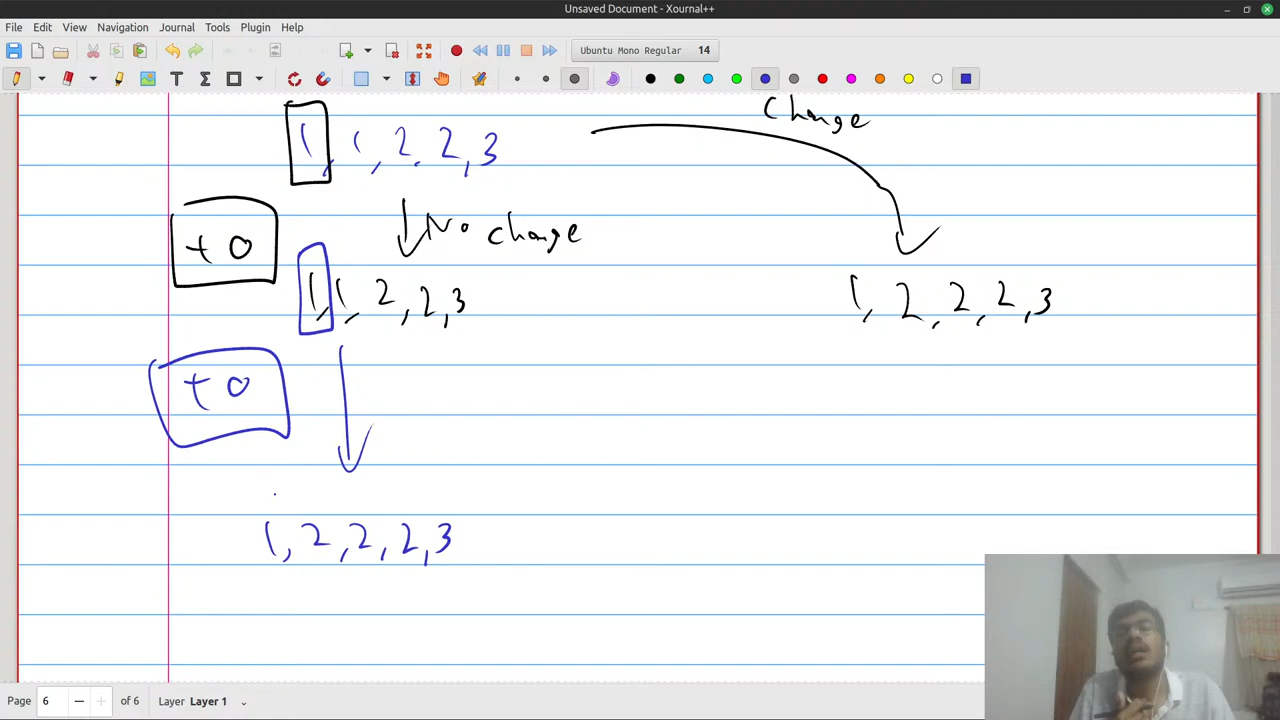 Unsaved Document - Xournal++
File Edit View Navigation Journal Tools Plugin Help
Ubuntu Mono Regular 14
Change
1, 1, 2, 2, 3
+ 0
No change
1, 1, 2, 2, 3
1, 2, 2, 2, 3
+ 0
1, 2, 2, 2, 3
Page 6 of 6 Layer Layer 1